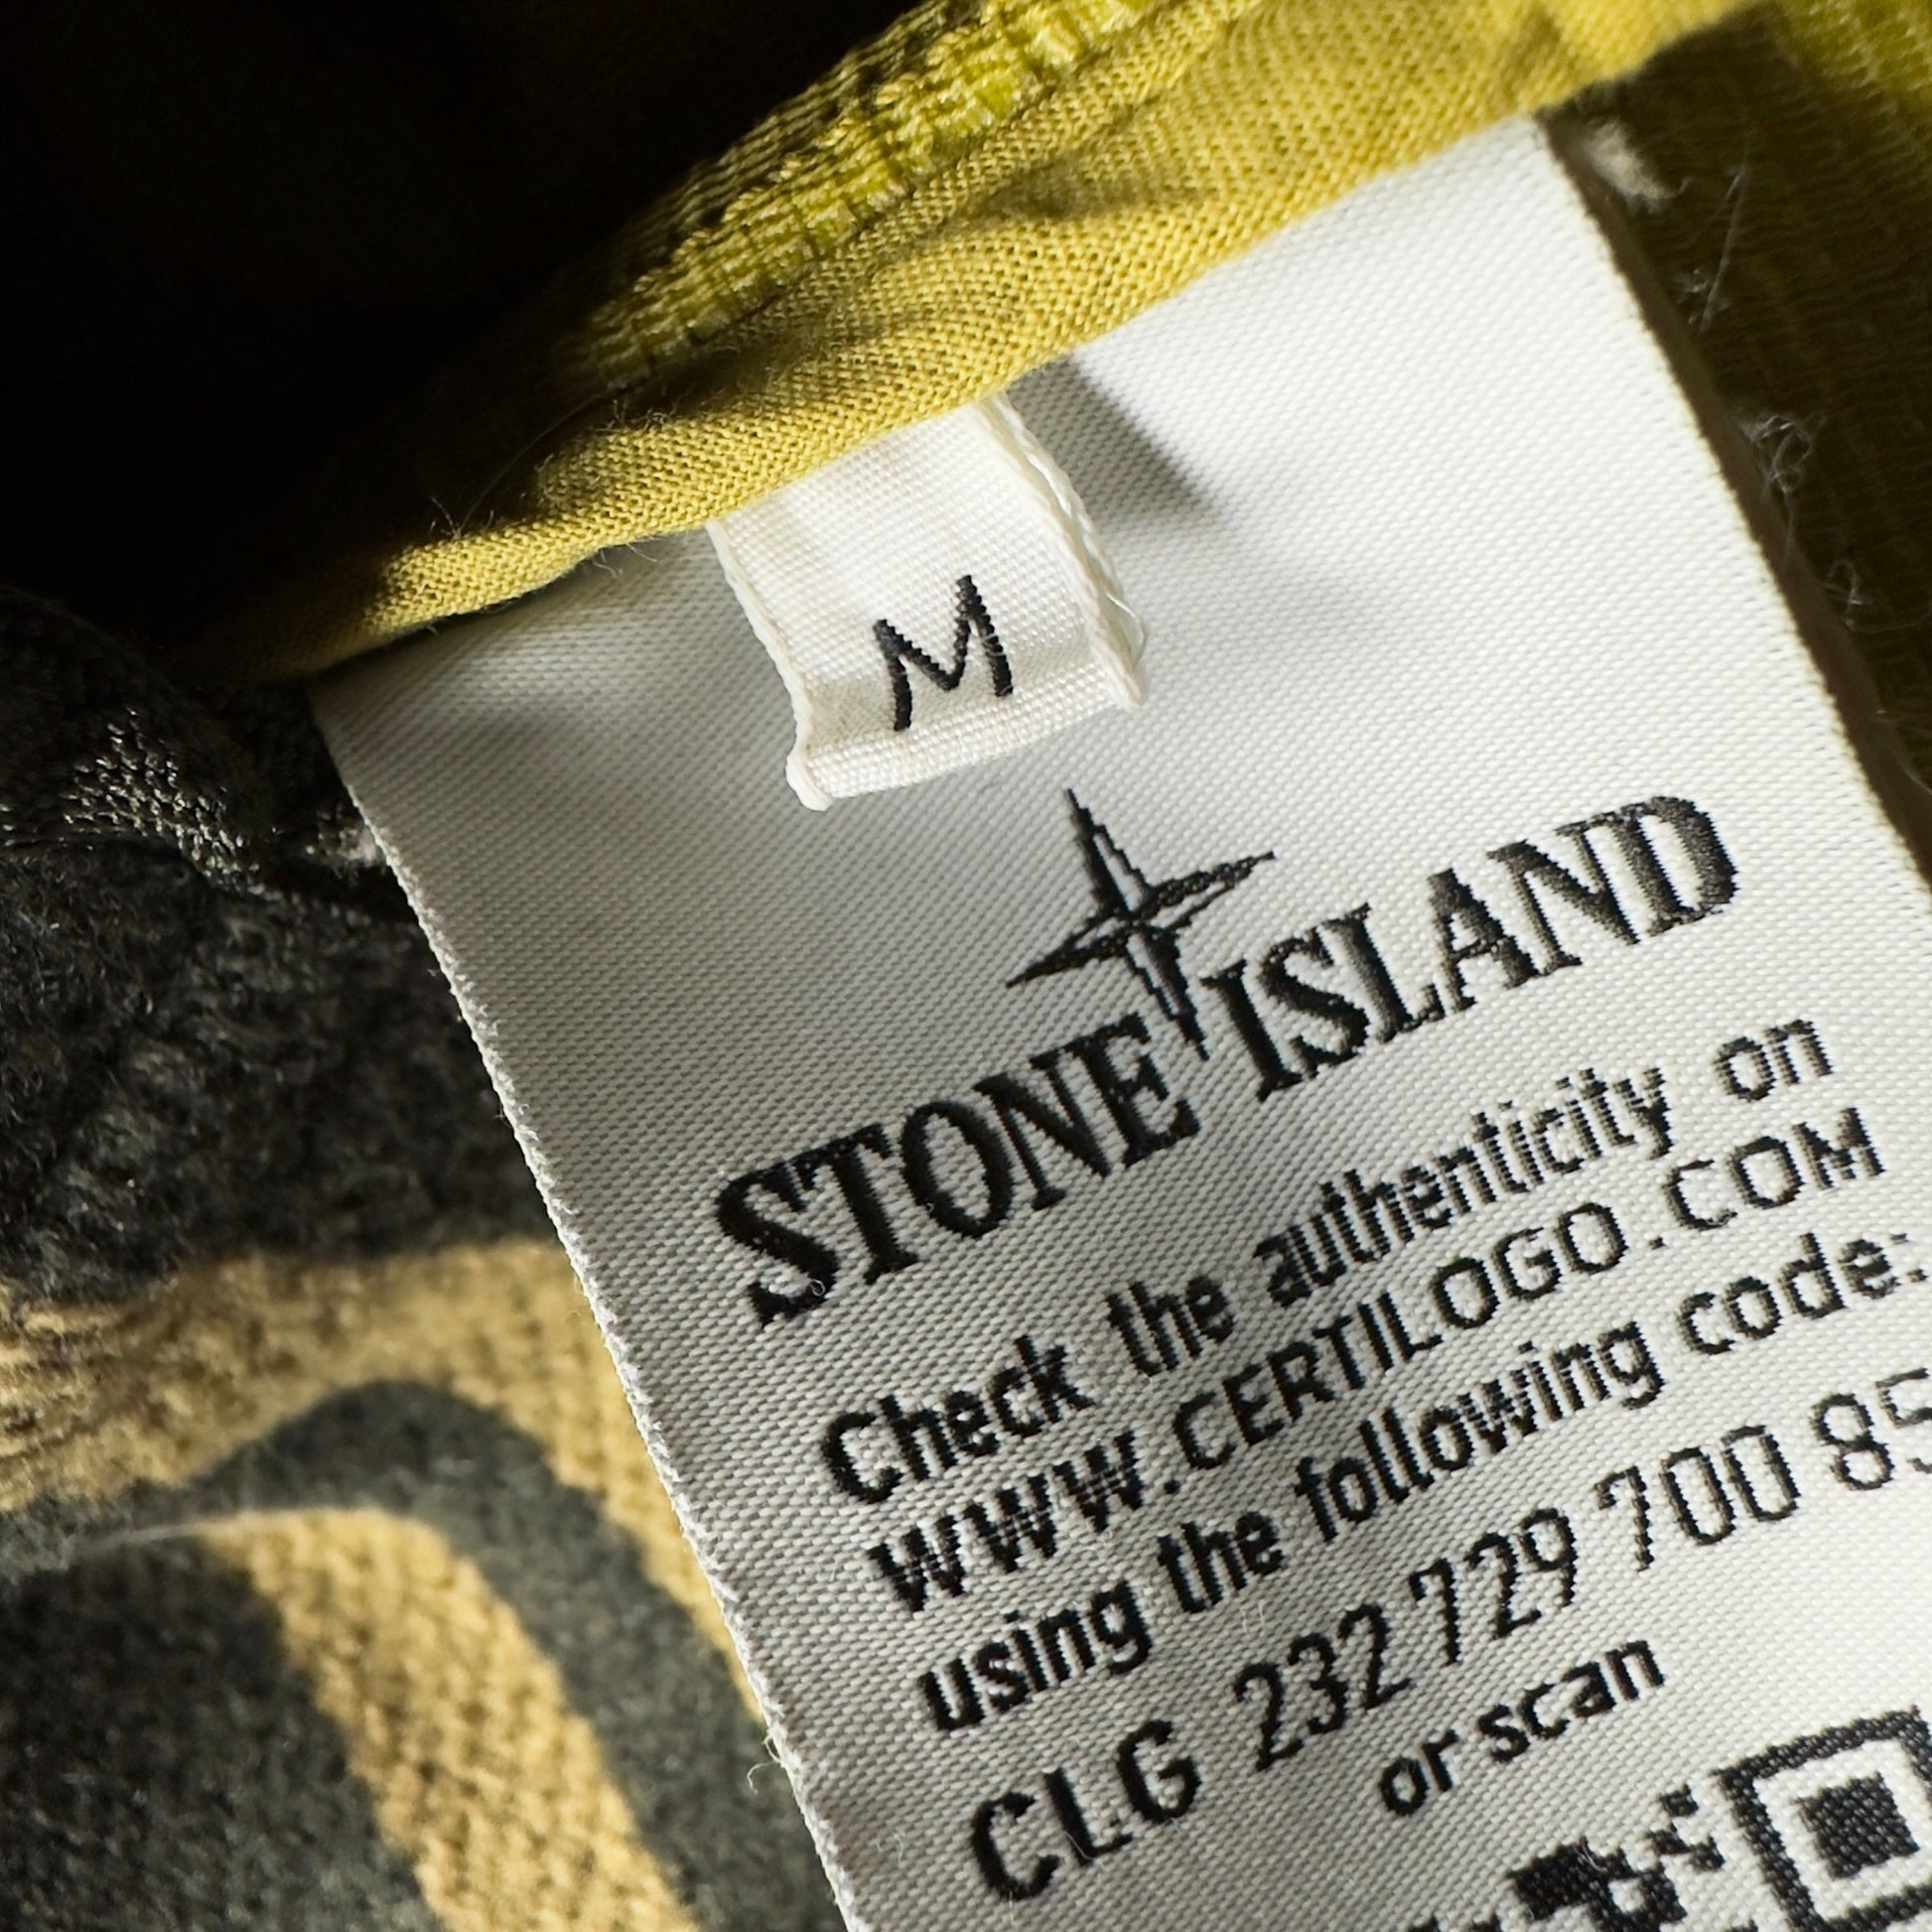 M
STONE ISLAND
Check the authenticity on
WWW.CERTILOGO.COM
using the following code:
CLG 232 729 700 85
or scan